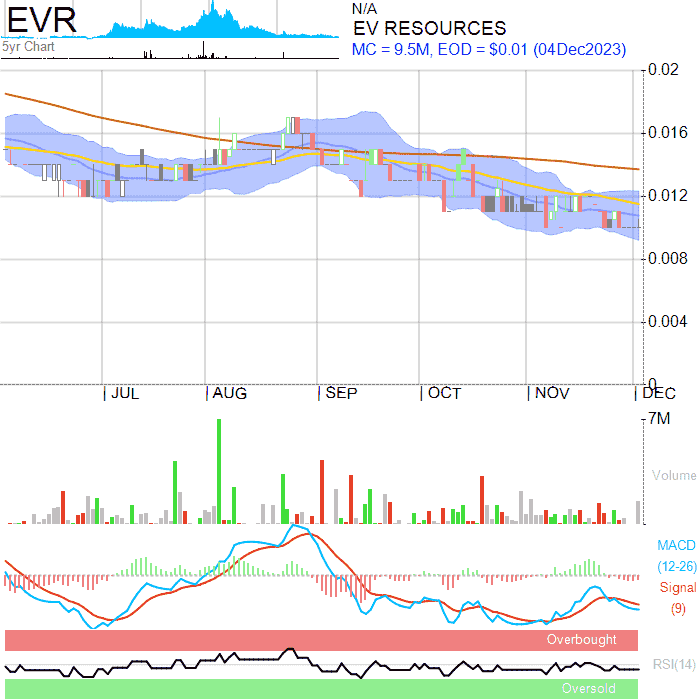 EVR
5yr Chart
N/A
EV RESOURCES
MC = 9.5M, EOD = $0.01 (04Dec2023)
0.02
0.016
0.012
0.008
0.004
0
JUL AUG SEP OCT NOV DEC
7M
Volume
MACD
(12-26)
Signal
(9)
Overbought
RSI(14)
Oversold